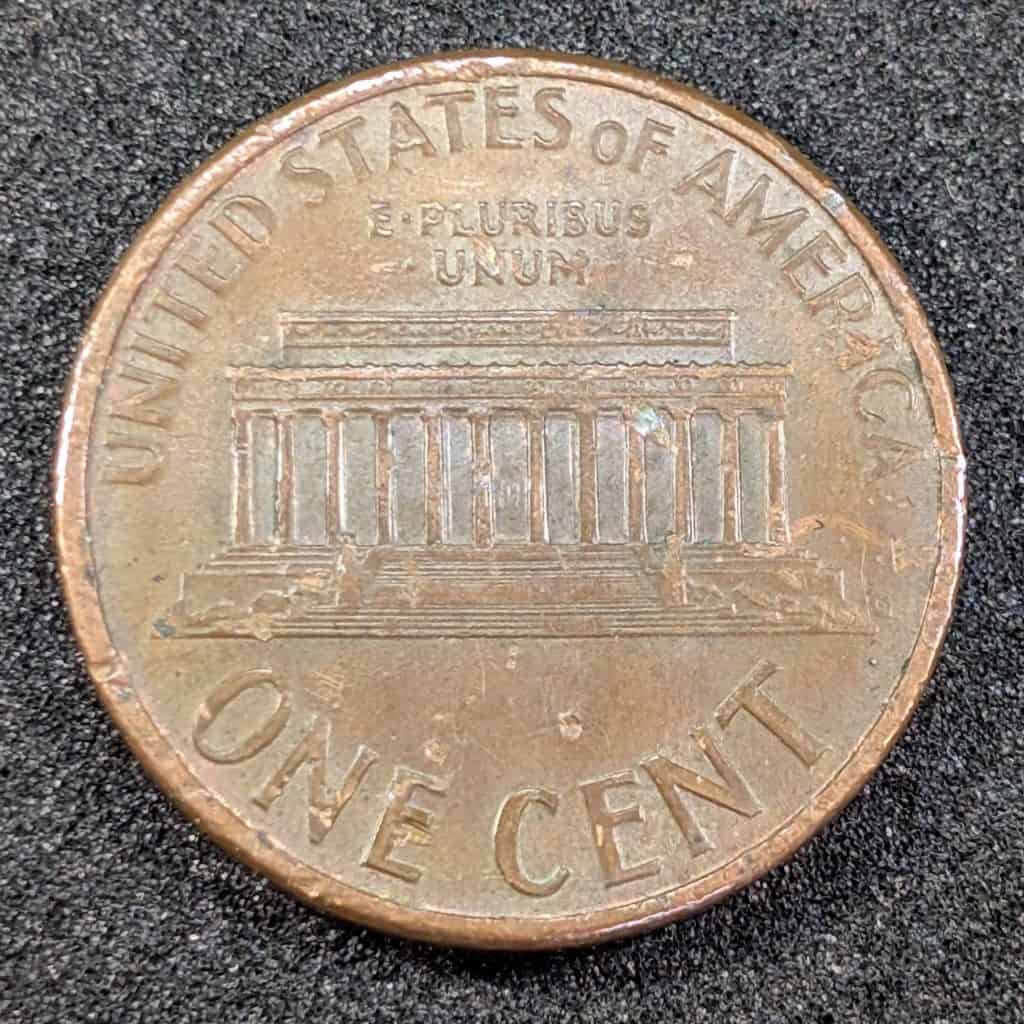 UNITED STATES OF AMERICA
E·PLURIBUS
UNUM
ONE CENT